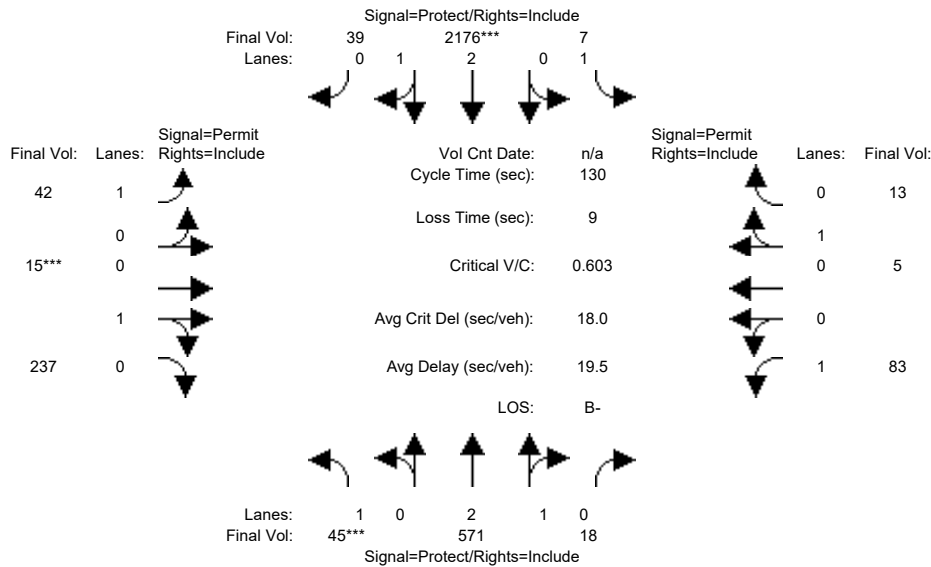 Signal=Protect/Rights=Include
Final Vol: 39 2176*** 7
Lanes: 0 1 2 0 1
Signal=Permit Signal=Permit
Final Vol: Lanes: Rights=Include Vol Cnt Date: n/a Rights=Include Lanes: Final Vol:
Cycle Time (sec): 130
42 1 0 13
Loss Time (sec): 9
0 1
15*** 0 Critical V/C: 0.603 0 5
1 Avg Crit Del (sec/veh): 18.0 0
237 0 Avg Delay (sec/veh): 19.5 1 83
LOS: B-
Lanes: 1 0 2 1 0
Final Vol: 45*** 571 18
Signal=Protect/Rights=Include